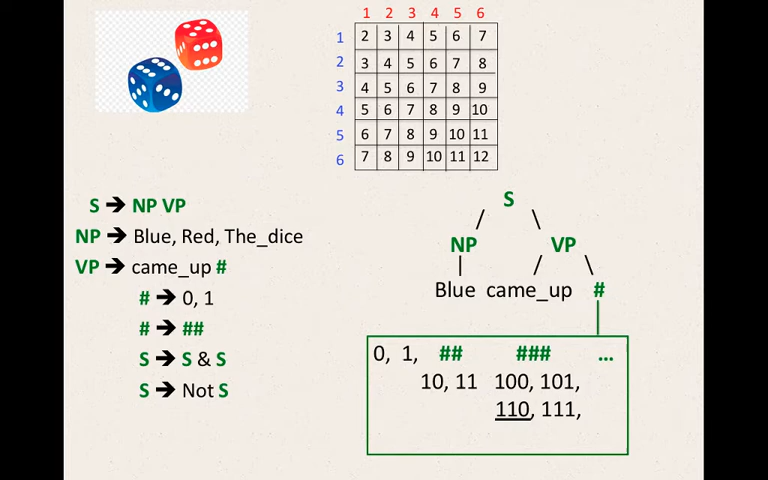 1 2 3 4 5 6
1 2 3 4 5 6 7
2 3 4 5 6 7 8
3 4 5 6 7 8 9
4 5 6 7 8 9 10
5 6 7 8 9 10 11
6 7 8 9 10 11 12
S → NP VP
NP → Blue, Red, The_dice
VP → came_up #
# → 0, 1
# → ##
S → S & S
S → Not S
S
/ \
NP VP
| / \
Blue came_up #
0, 1, ## ### ...
10, 11 100, 101,
110, 111,